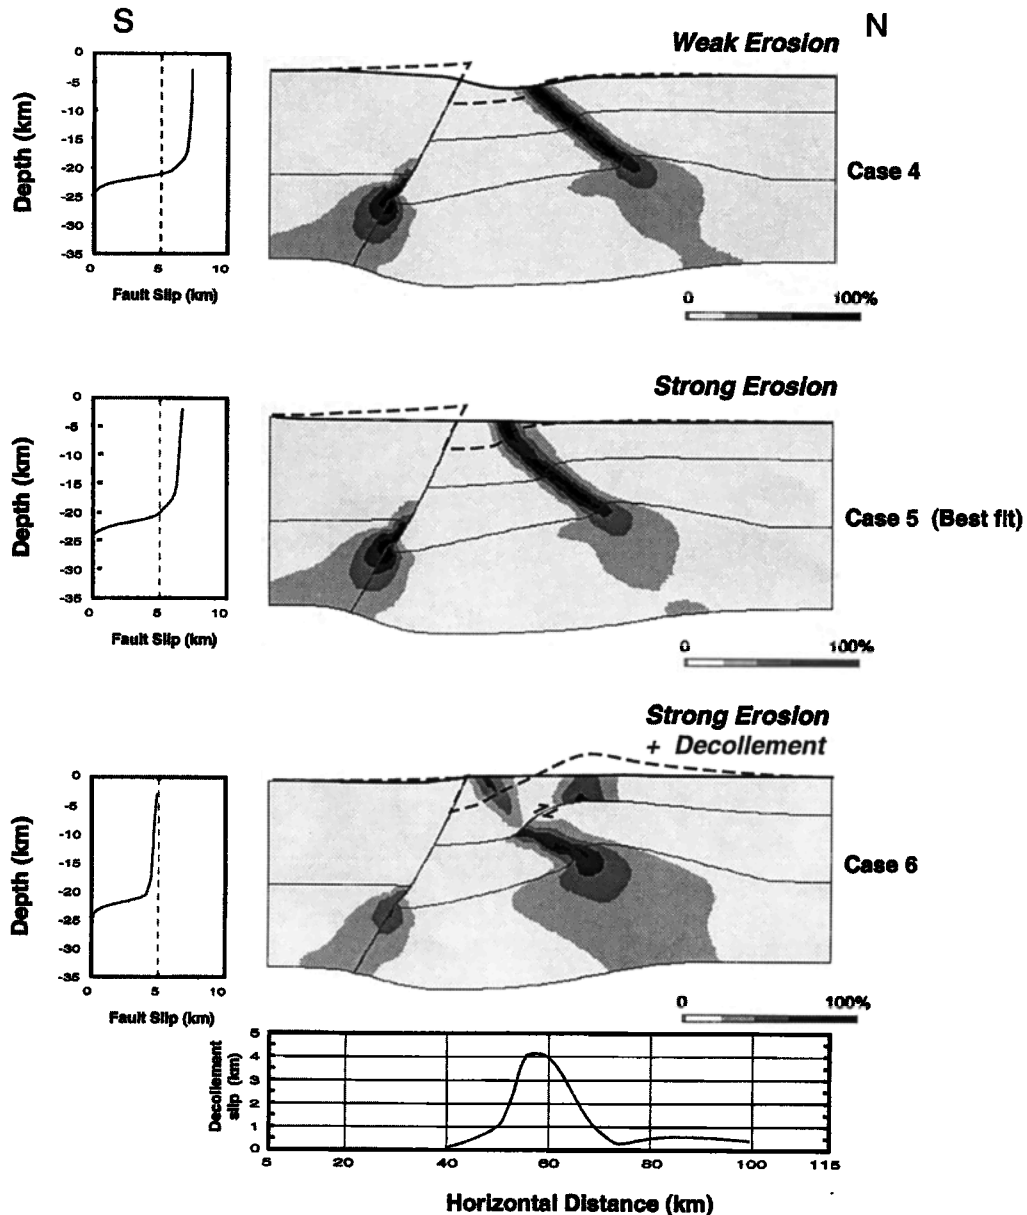 S
N
Weak Erosion
Depth (km)
0
-5
-10
-15
-20
-25
-30
-35
0
5
10
Fault Slip (km)
Case 4
0
100%
Strong Erosion
Depth (km)
0
-5
-10
-15
-20
-25
-30
-35
0
5
10
Fault Slip (km)
Case 5 (Best fit)
0
100%
Strong Erosion
+ Decollement
Depth (km)
0
-5
-10
-15
-20
-25
-30
-35
0
5
10
Fault Slip (km)
Case 6
0
100%
Decollement
slip (km)
5
4
3
2
1
0
5
20
40
60
80
100
115
Horizontal Distance (km)